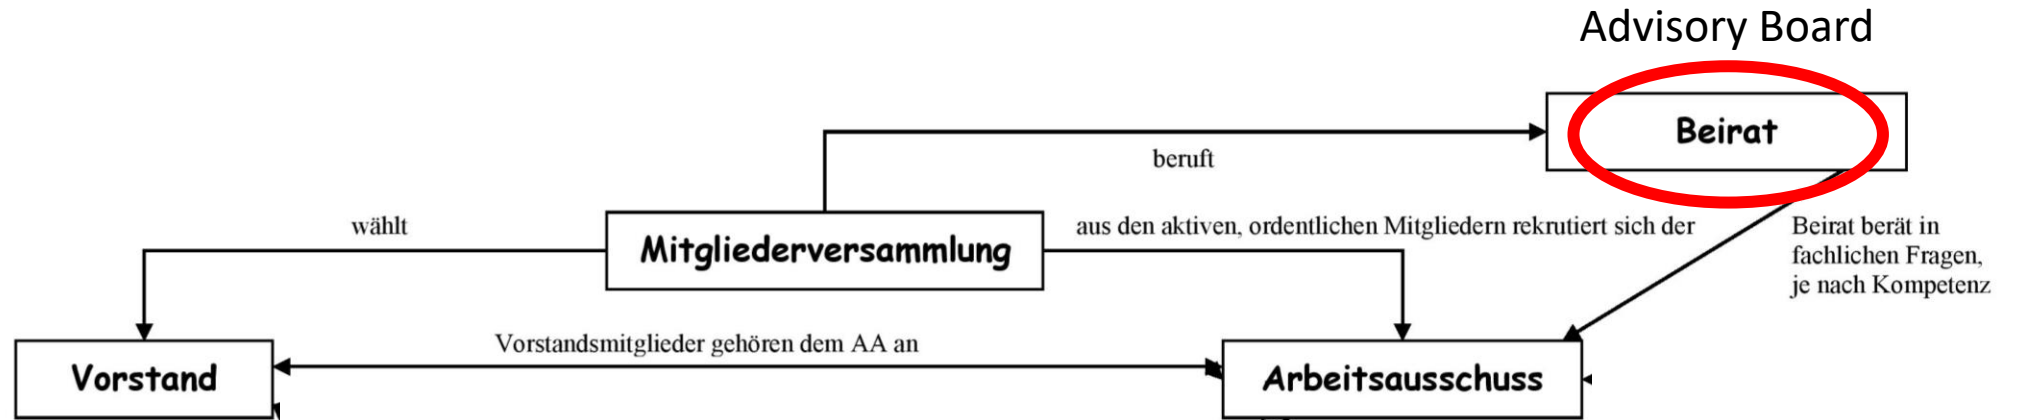 Advisory Board
Beirat
beruft
wählt
Mitgliederversammlung
aus den aktiven, ordentlichen Mitgliedern rekrutiert sich der
Beirat berät in
fachlichen Fragen,
je nach Kompetenz
Vorstandsmitglieder gehören dem AA an
Vorstand
Arbeitsausschuss